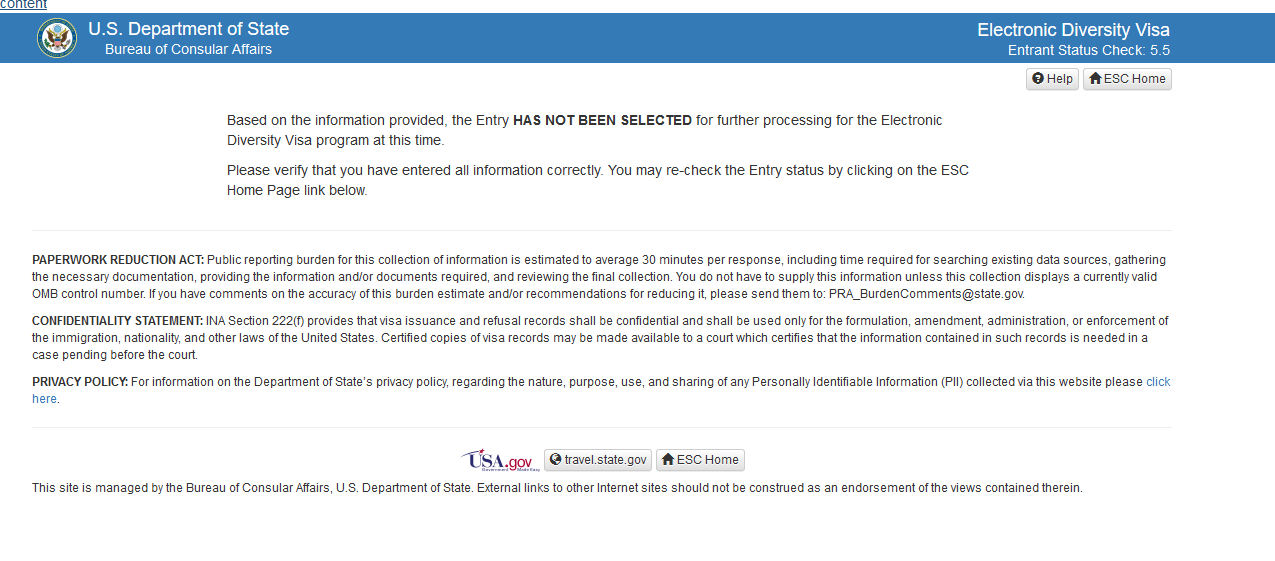 content
U.S. Department of State
Bureau of Consular Affairs
Electronic Diversity Visa
Entrant Status Check: 5.5
Help
ESC Home
Based on the information provided, the Entry HAS NOT BEEN SELECTED for further processing for the Electronic
Diversity Visa program at this time.
Please verify that you have entered all information correctly. You may re-check the Entry status by clicking on the ESC
Home Page link below.
PAPERWORK REDUCTION ACT: Public reporting burden for this collection of information is estimated to average 30 minutes per response, including time required for searching existing data sources, gathering
the necessary documentation, providing the information and/or documents required, and reviewing the final collection. You do not have to supply this information unless this collection displays a currently valid
OMB control number. If you have comments on the accuracy of this burden estimate and/or recommendations for reducing it, please send them to: PRA_BurdenComments@state.gov.
CONFIDENTIALITY STATEMENT: INA Section 222(f) provides that visa issuance and refusal records shall be confidential and shall be used only for the formulation, amendment, administration, or enforcement of
the immigration, nationality, and other laws of the United States. Certified copies of visa records may be made available to a court which certifies that the information contained in such records is needed in a
case pending before the court.
PRIVACY POLICY: For information on the Department of State's privacy policy, regarding the nature, purpose, use, and sharing of any Personally Identifiable Information (PII) collected via this website please click
here.
USA.gov
Government Made Easy
travel.state.gov
ESC Home
This site is managed by the Bureau of Consular Affairs, U.S. Department of State. External links to other Internet sites should not be construed as an endorsement of the views contained therein.